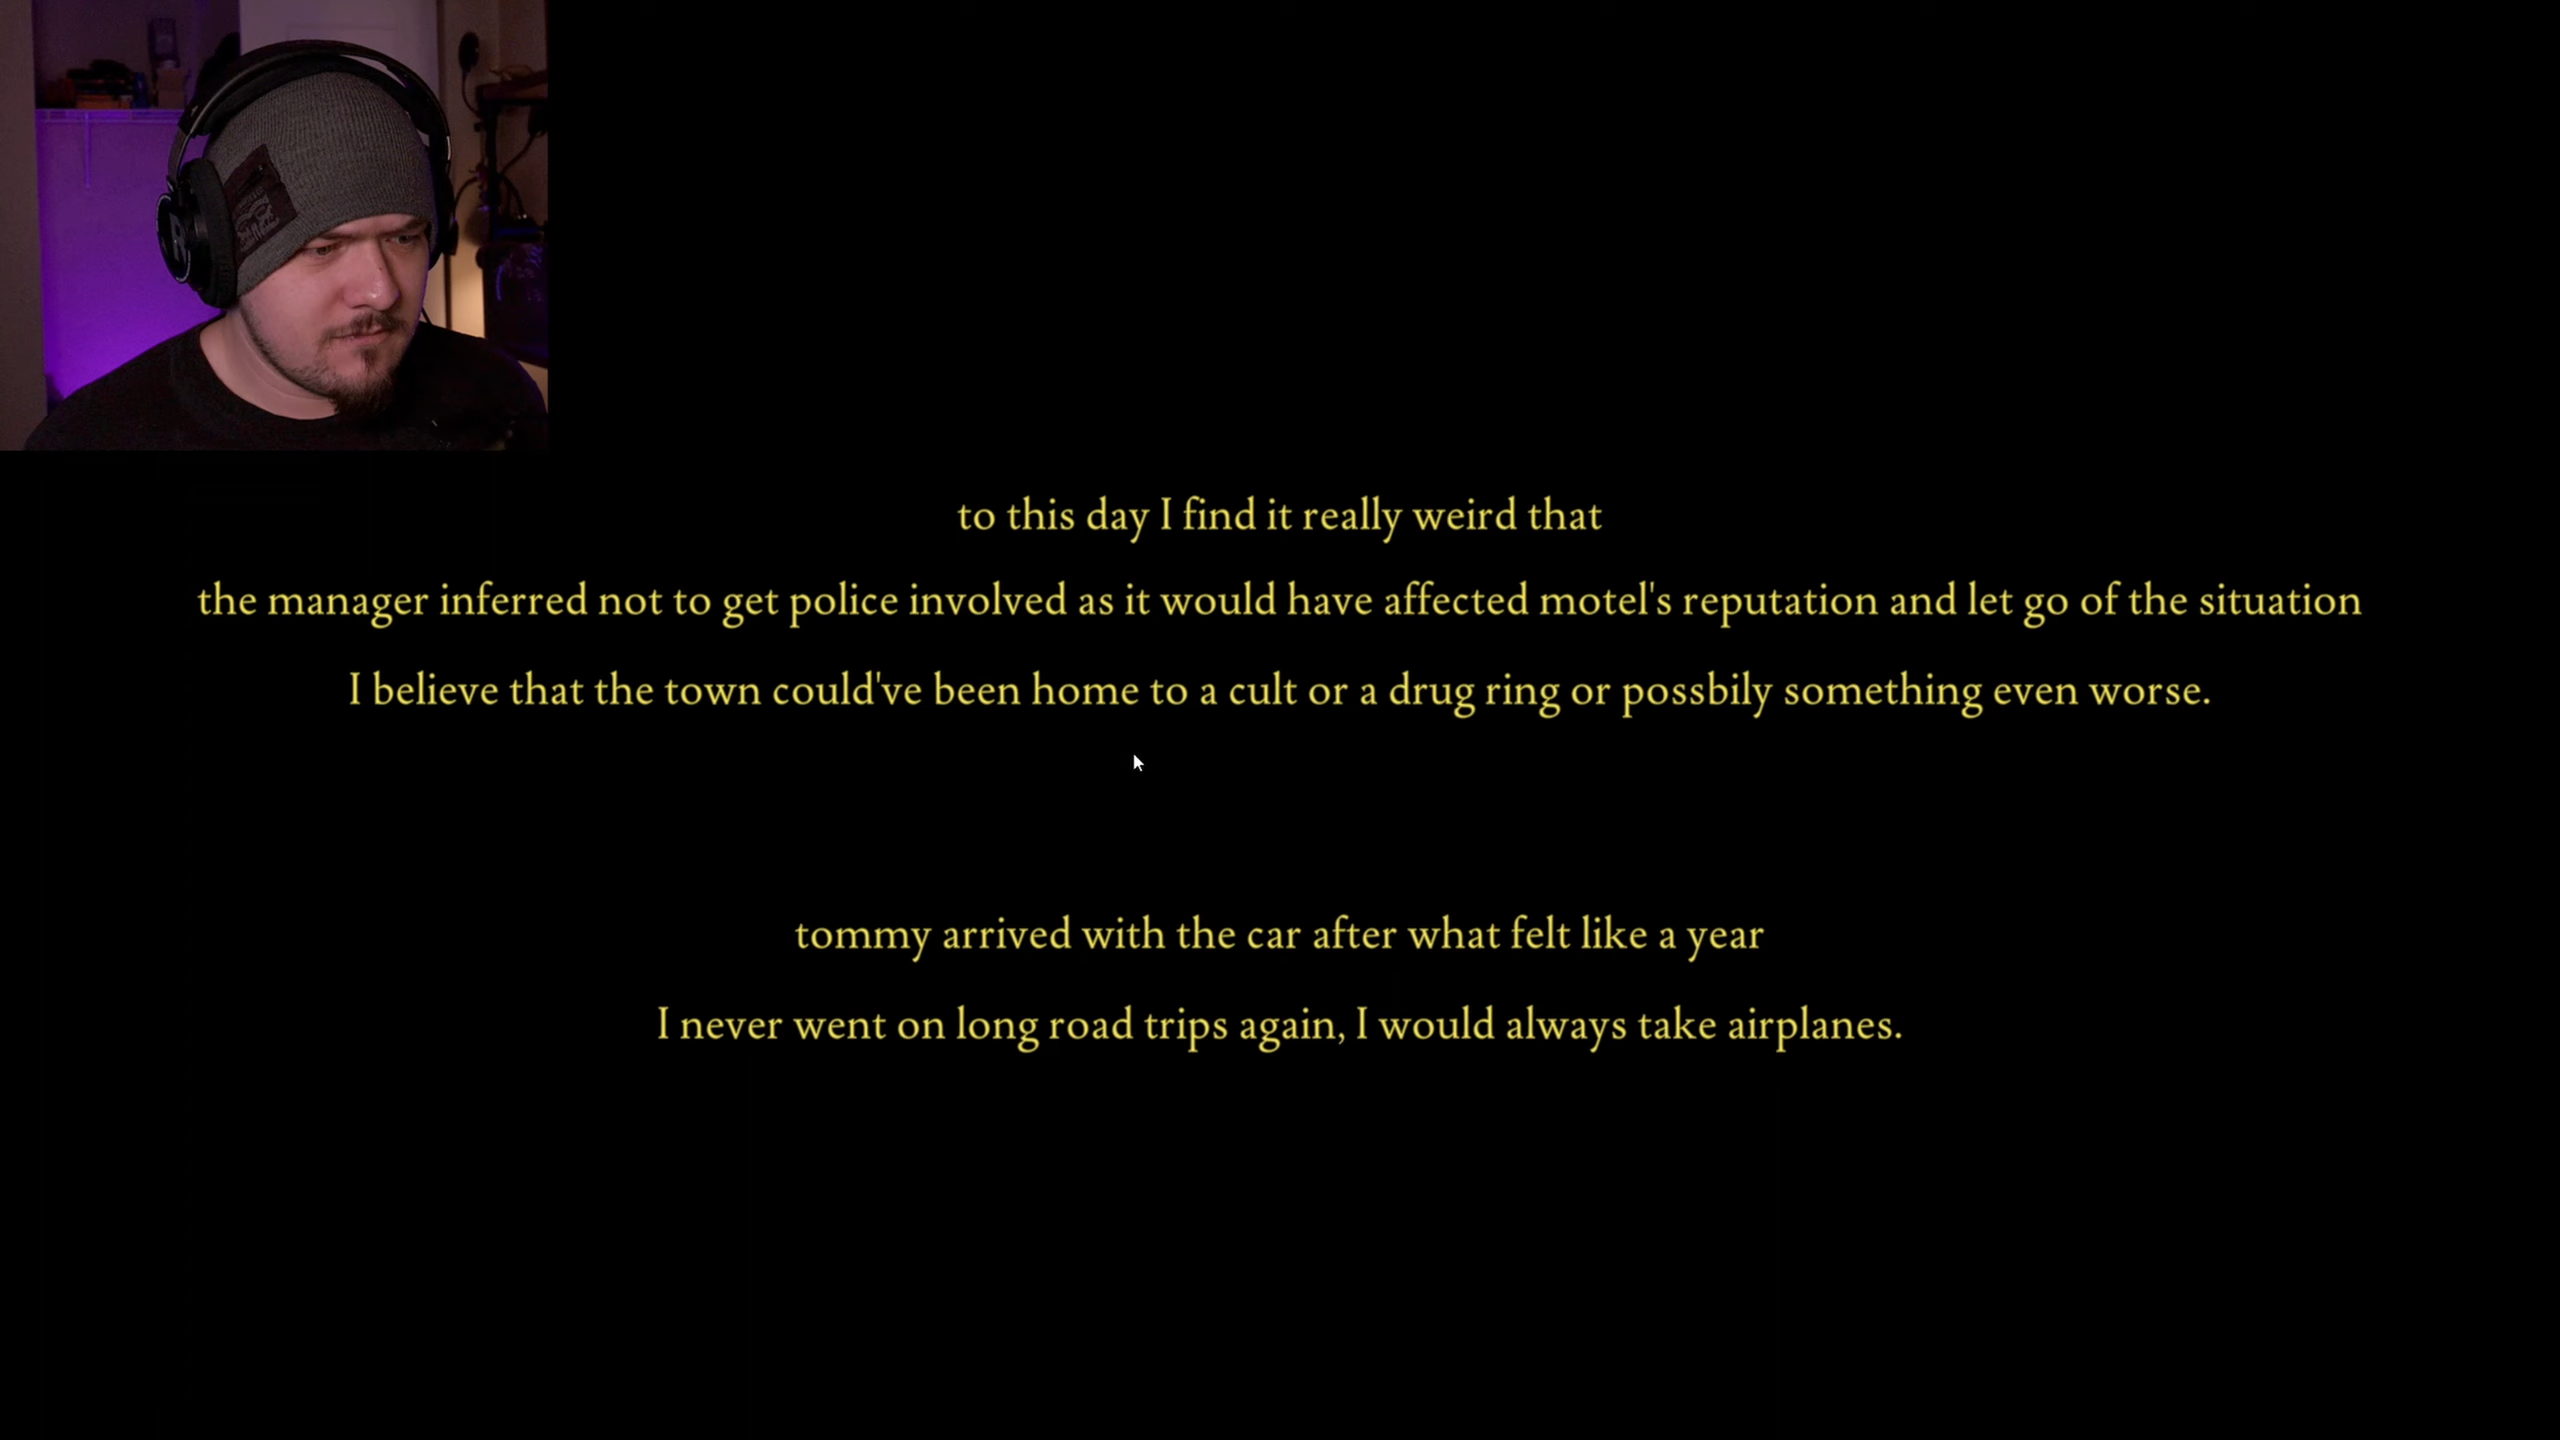 to this day I find it really weird that
the manager inferred not to get police involved as it would have affected motel's reputation and let go of the situation
I believe that the town could've been home to a cult or a drug ring or possbily something even worse.
tommy arrived with the car after what felt like a year
I never went on long road trips again, I would always take airplanes.